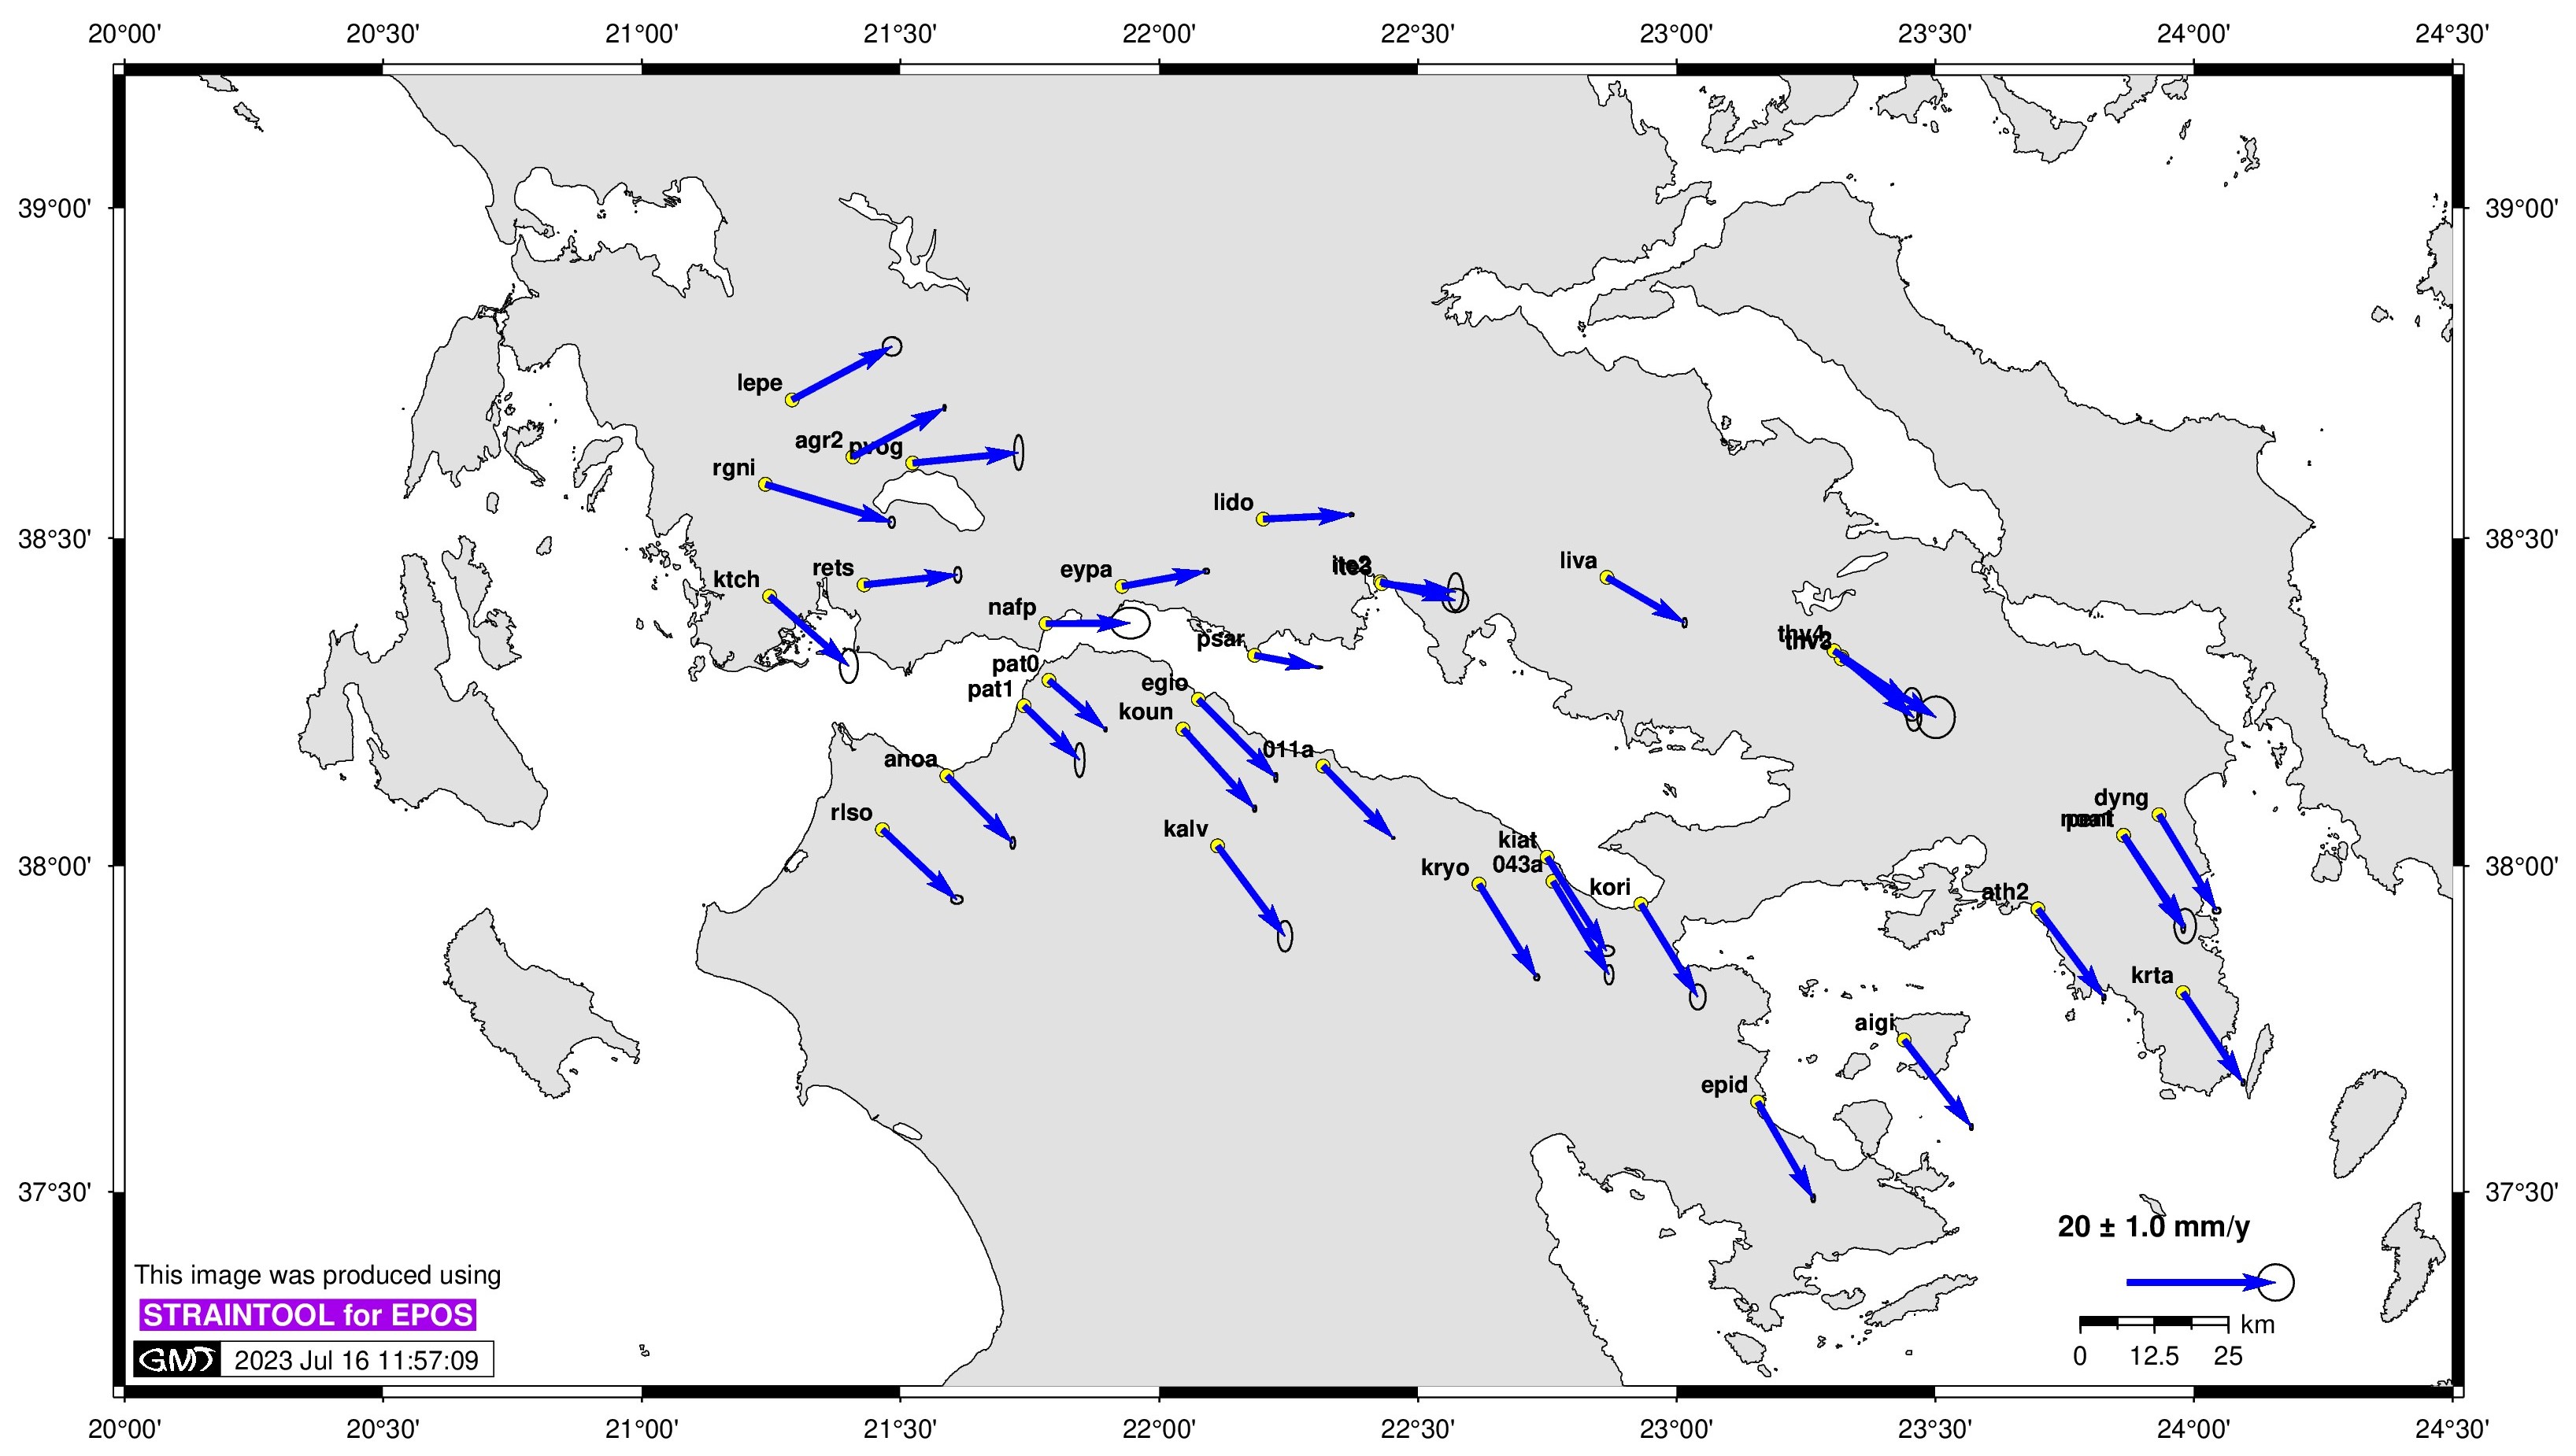 20°00' 20°30' 21°00' 21°30' 22°00' 22°30' 23°00' 23°30' 24°00' 24°30'
39°00' 39°00'
lepe
agr2 pvog
rgni
lido
38°30' 38°30'
liva
rets
eypa
ktch
nafp
thv4
psar
pat0
egio
pat1
koun
011a
anoa
dyng
rlso
kalv
kiat
38°00' 38°00'
043a
kryo
kori
ath2
krta
aigi
epid
37°30' 37°30'
20 ± 1.0 mm/y
This image was produced using
STRAINTOOL for EPOS
km
GMT 2023 Jul 16 11:57:09
0 12.5 25
20°00' 20°30' 21°00' 21°30' 22°00' 22°30' 23°00' 23°30' 24°00' 24°30'